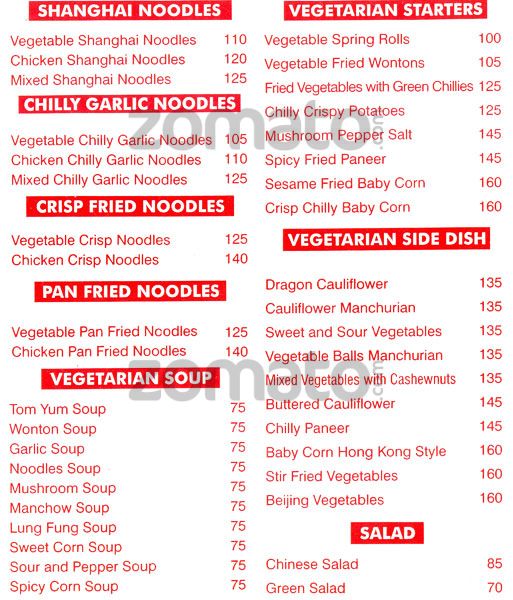 SHANGHAI NOODLES
Vegetable Shanghai Noodles 110
Chicken Shanghai Noodles 120
Mixed Shanghai Noodles 125
CHILLY GARLIC NOODLES
Vegetable Chilly Garlic Noodles 105
Chicken Chilly Garlic Noodles 110
Mixed Chilly Garlic Noodles 125
CRISP FRIED NOODLES
Vegetable Crisp Noodles 125
Chicken Crisp Noodles 140
PAN FRIED NOODLES
Vegetable Pan Fried Noodles 125
Chicken Pan Fried Noodles 140
VEGETARIAN SOUP
Tom Yum Soup 75
Wonton Soup 75
Garlic Soup 75
Noodles Soup 75
Mushroom Soup 75
Manchow Soup 75
Lung Fung Soup 75
Sweet Corn Soup 75
Sour and Pepper Soup 75
Spicy Corn Soup 75
VEGETARIAN STARTERS
Vegetable Spring Rolls 100
Vegetable Fried Wontons 105
Fried Vegetables with Green Chillies 125
Chilly Crispy Potatoes 125
Mushroom Pepper Salt 145
Spicy Fried Paneer 145
Sesame Fried Baby Corn 160
Crisp Chilly Baby Corn 160
VEGETARIAN SIDE DISH
Dragon Cauliflower 135
Cauliflower Manchurian 135
Sweet and Sour Vegetables 135
Vegetable Balls Manchurian 135
Mixed Vegetables with Cashewnuts 135
Buttered Cauliflower 145
Chilly Paneer 145
Baby Corn Hong Kong Style 160
Stir Fried Vegetables 160
Beijing Vegetables 160
SALAD
Chinese Salad 85
Green Salad 70
zomato.com
zomato.com